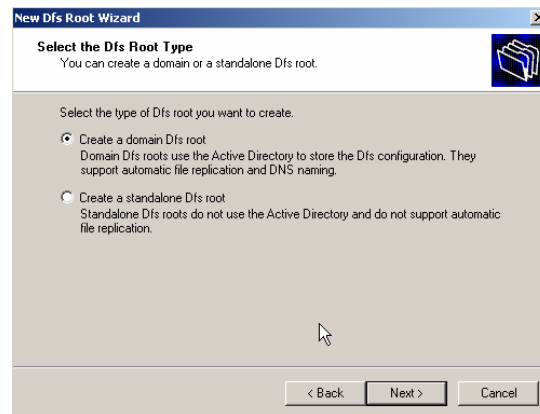 New Dfs Root Wizard
Select the Dfs Root Type
You can create a domain or a standalone Dfs root.
Select the type of Dfs root you want to create.
Create a domain Dfs root
Domain Dfs roots use the Active Directory to store the Dfs configuration. They
support automatic file replication and DNS naming.
Create a standalone Dfs root
Standalone Dfs roots do not use the Active Directory and do not support automatic
file replication.
< Back Next > Cancel